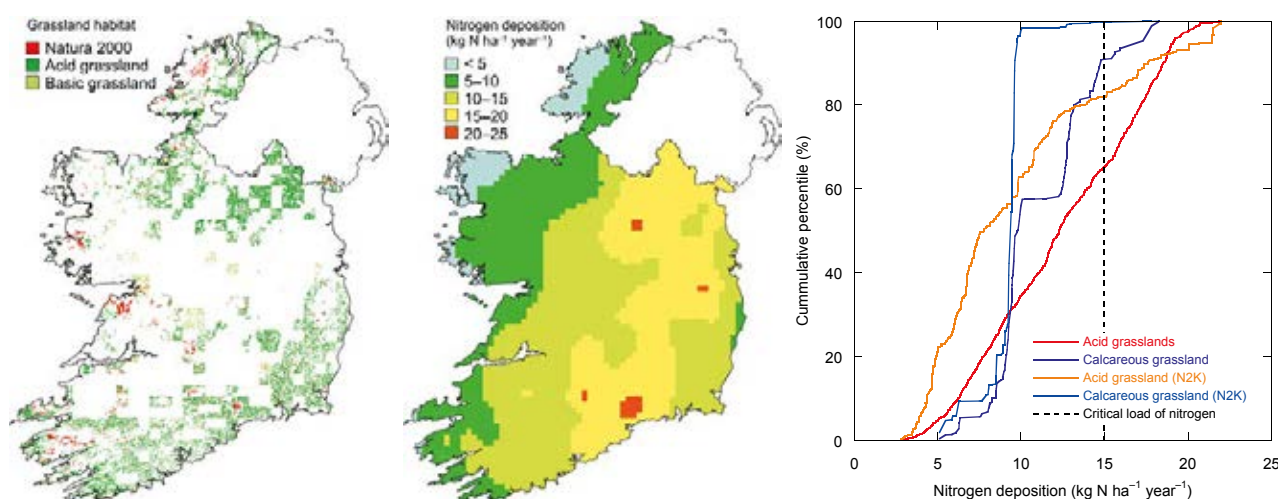 Grassland habitat
Natura 2000
Acid grassland
Basic grassland
Nitrogen deposition
(kg N ha⁻¹ year⁻¹)
< 5
5–10
10–15
15–20
20–25
100
80
60
40
20
0
Cummulative percentile (%)
Acid grasslands
Calcareous grassland
Acid grassland (N2K)
Calcareous grassland (N2K)
Critical load of nitrogen
0
5
10
15
20
25
Nitrogen deposition (kg N ha⁻¹ year⁻¹)